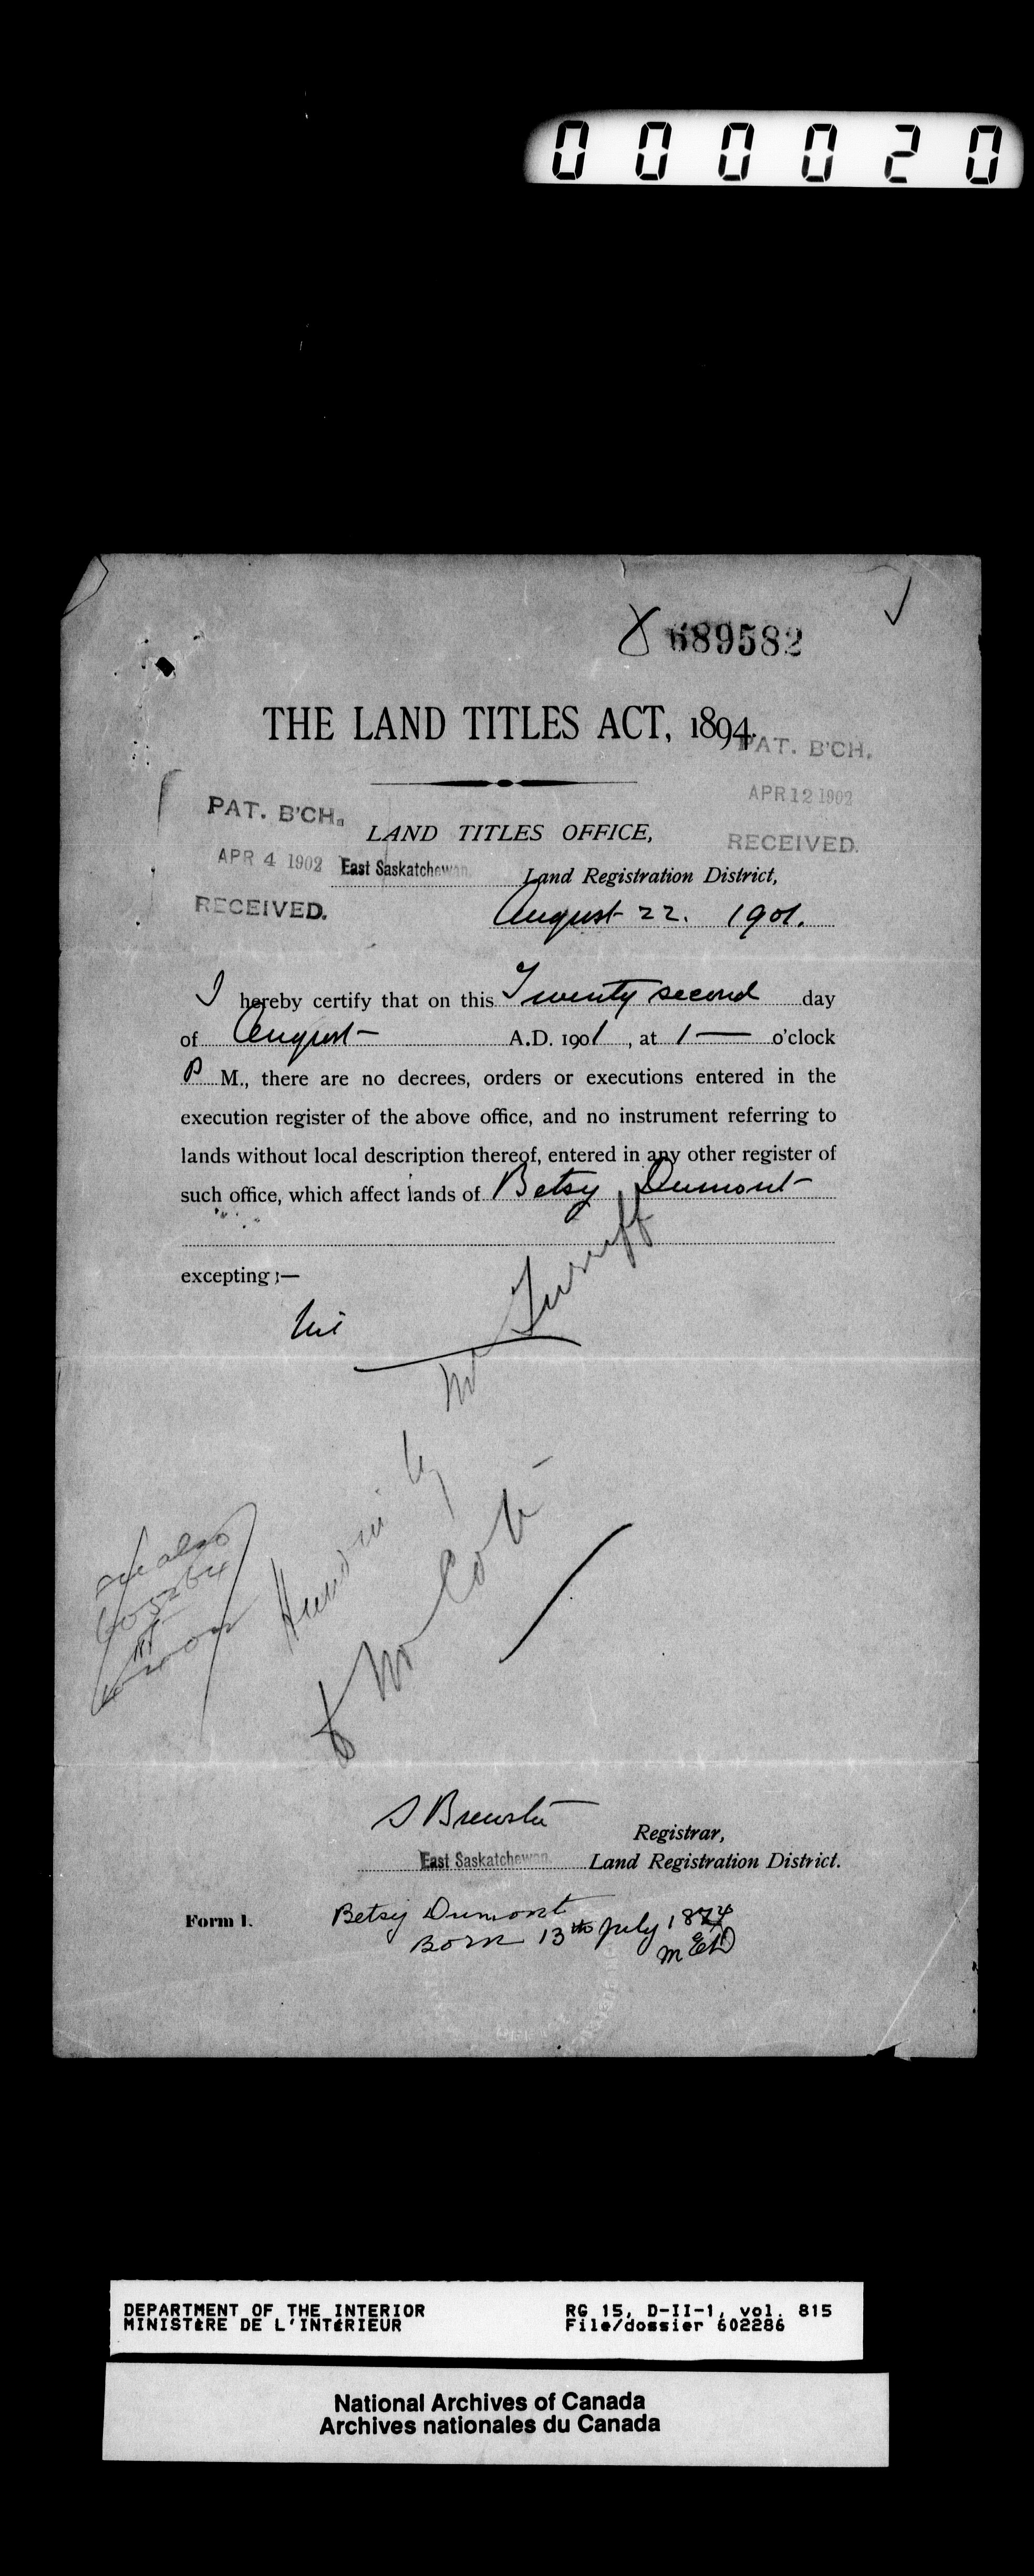 000020
689582
THE LAND TITLES ACT, 1894.
PAT. B'CH.
APR 12 1902
RECEIVED.
PAT. B'CH.
APR 4 1902
RECEIVED.
LAND TITLES OFFICE,
East Saskatchewan. Land Registration District,
August 22. 1901.
I hereby certify that on this Twenty second day
of August A.D. 1901, at 1 — o'clock
P M., there are no decrees, orders or executions entered in the
execution register of the above office, and no instrument referring to
lands without local description thereof, entered in any other register of
such office, which affect lands of Betsy Dumont
excepting :—
Nil
Mr Turriff
see also
S Brewster
Registrar,
East Saskatchewan. Land Registration District.
Form I.
Betsy Dumont
Born 13th July 1874
DEPARTMENT OF THE INTERIOR
MINISTÈRE DE L'INTÉRIEUR
RG 15, D-II-1, vol. 815
File/dossier 602286
National Archives of Canada
Archives nationales du Canada